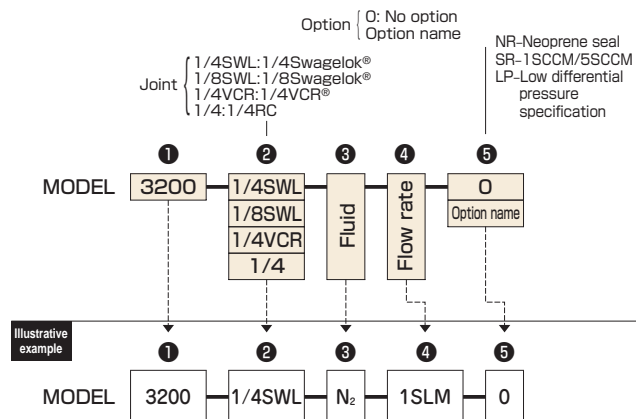 Option { 0: No option
Option name
NR–Neoprene seal
SR–1SCCM/5SCCM
LP–Low differential
pressure
specification
Joint { 1/4SWL:1/4Swagelok®
1/8SWL:1/8Swagelok®
1/4VCR:1/4VCR®
1/4:1/4RC
❶ ❷ ❸ ❹ ❺
MODEL 3200 1/4SWL Fluid Flow rate 0
1/8SWL Option name
1/4VCR
1/4
Illustrative
example
❶ ❷ ❸ ❹ ❺
MODEL 3200 1/4SWL N₂ 1SLM 0